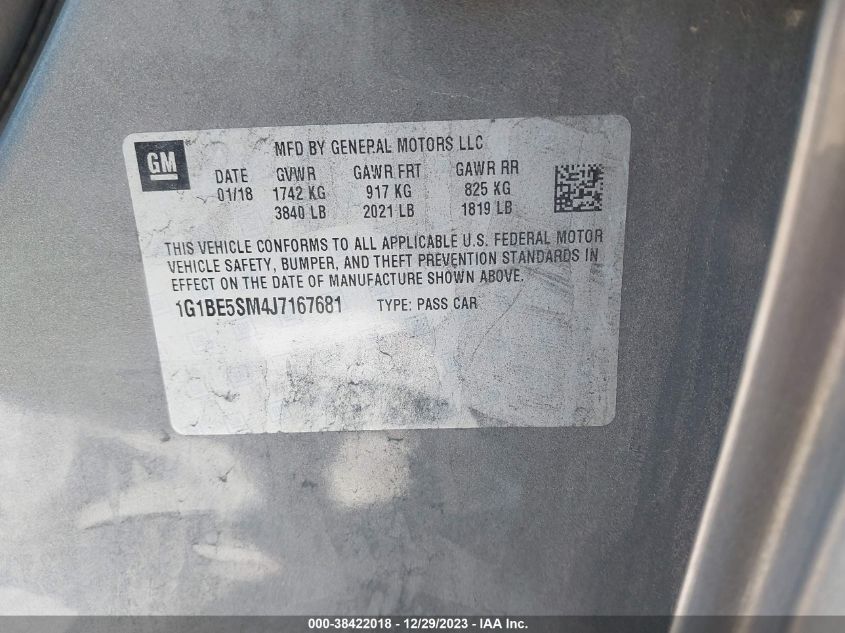 GM
MFD BY GENERAL MOTORS LLC
DATE GVWR GAWR FRT GAWR RR
01/18 1742 KG 917 KG 825 KG
3840 LB 2021 LB 1819 LB
THIS VEHICLE CONFORMS TO ALL APPLICABLE U.S. FEDERAL MOTOR
VEHICLE SAFETY, BUMPER, AND THEFT PREVENTION STANDARDS IN
EFFECT ON THE DATE OF MANUFACTURE SHOWN ABOVE.
1G1BE5SM4J7167681 TYPE: PASS CAR
000-38422018 - 12/29/2023 - IAA Inc.